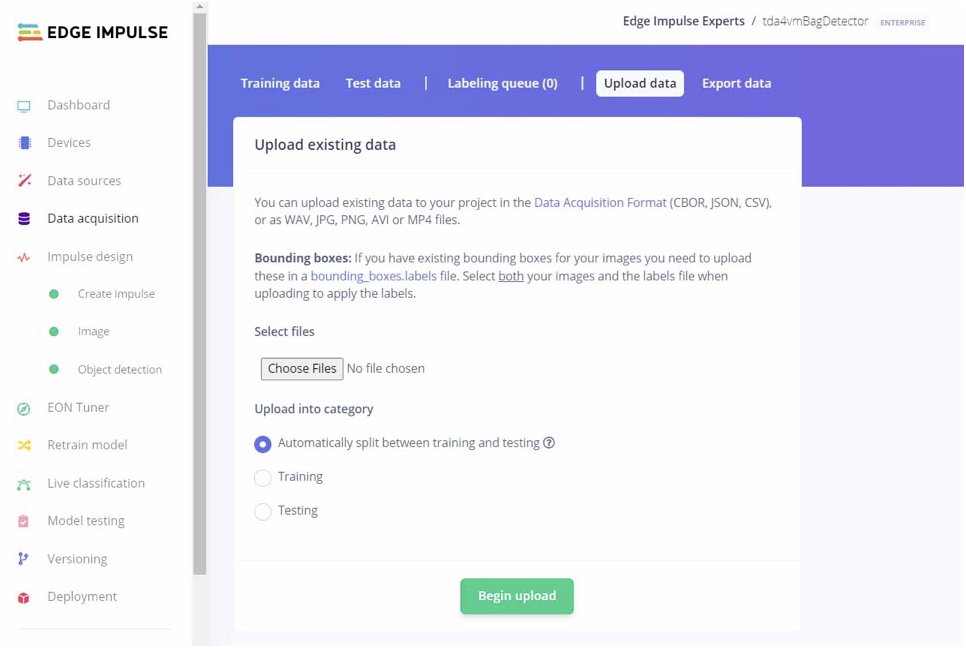 EDGE IMPULSE
Edge Impulse Experts / tda4vmBagDetector ENTERPRISE
Dashboard
Devices
Data sources
Data acquisition
Impulse design
Create impulse
Image
Object detection
EON Tuner
Retrain model
Live classification
Model testing
Versioning
Deployment
Training data Test data | Labeling queue (0) | Upload data Export data
Upload existing data
You can upload existing data to your project in the Data Acquisition Format (CBOR, JSON, CSV),
or as WAV, JPG, PNG, AVI or MP4 files.
Bounding boxes: If you have existing bounding boxes for your images you need to upload
these in a bounding_boxes.labels file. Select both your images and the labels file when
uploading to apply the labels.
Select files
Choose Files No file chosen
Upload into category
Automatically split between training and testing ?
Training
Testing
Begin upload